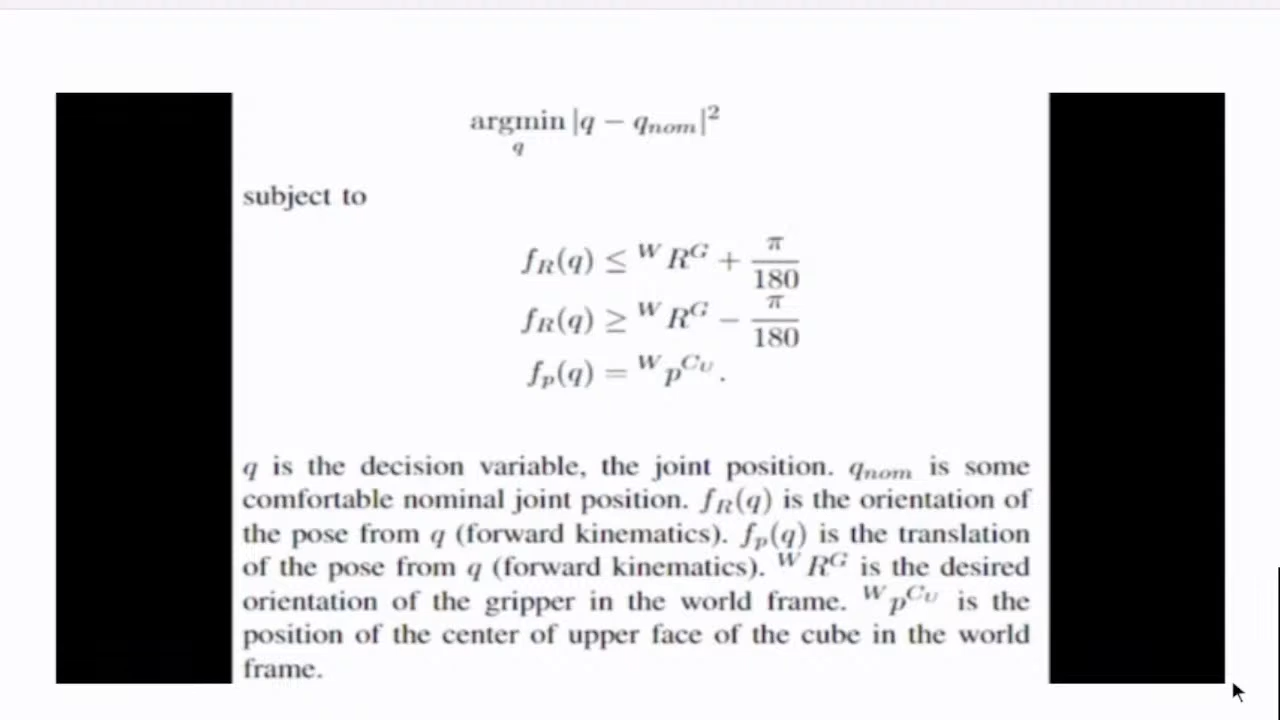 argmin |q − q_nom|²
q
subject to
f_R(q) ≤ ^W R^G + π/180
f_R(q) ≥ ^W R^G − π/180
f_p(q) = ^W p^{C_U}.
q is the decision variable, the joint position. q_nom is some
comfortable nominal joint position. f_R(q) is the orientation of
the pose from q (forward kinematics). f_p(q) is the translation
of the pose from q (forward kinematics). ^W R^G is the desired
orientation of the gripper in the world frame. ^W p^{C_U} is the
position of the center of upper face of the cube in the world
frame.